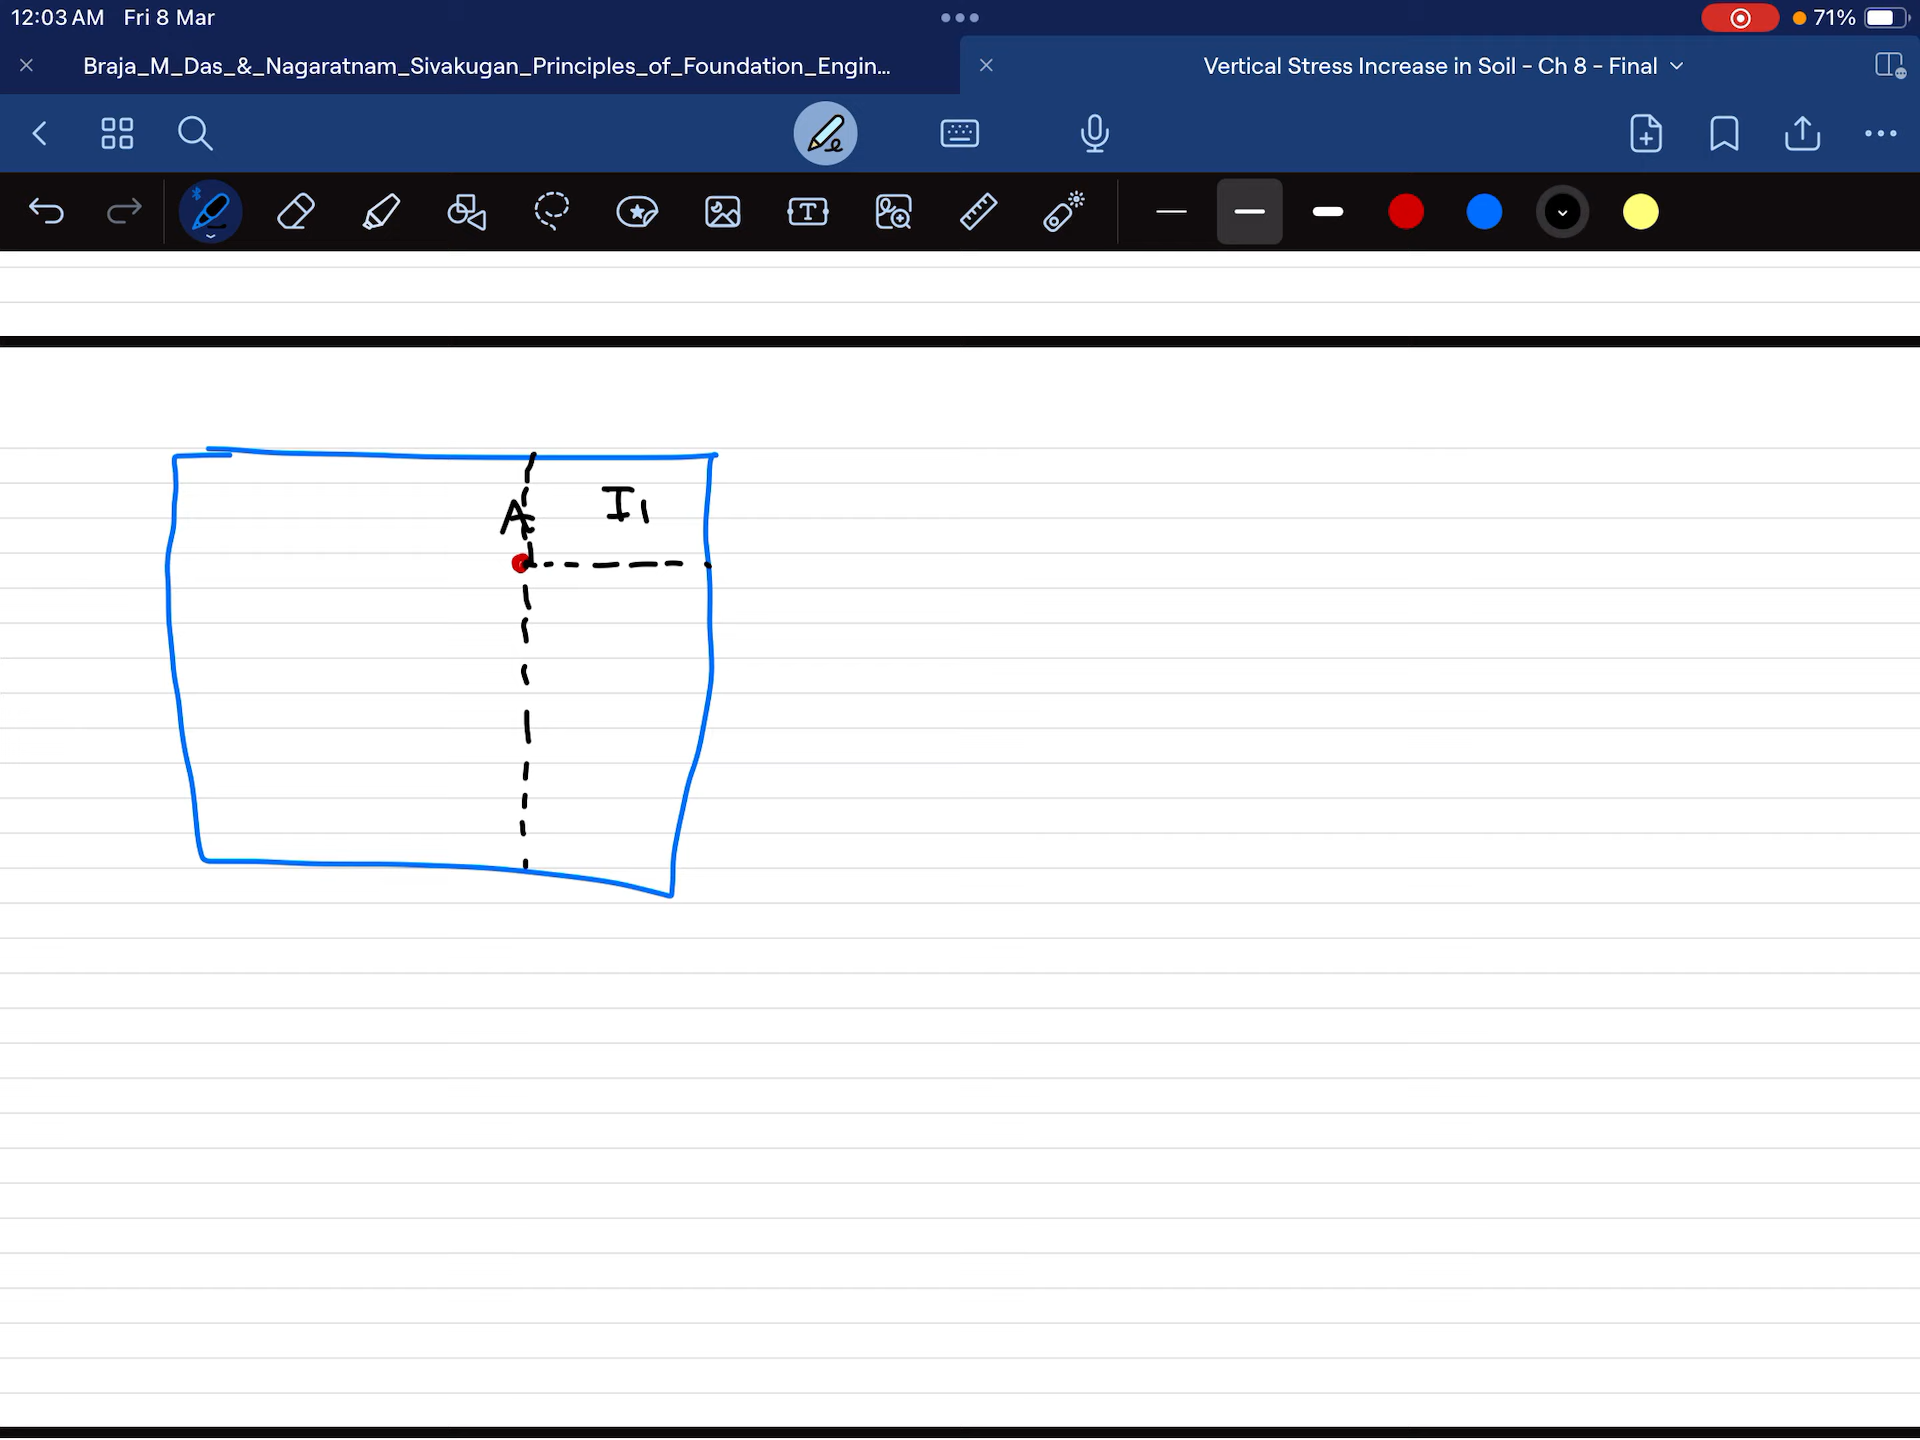 12:03 AM Fri 8 Mar
71%
Braja_M_Das_&_Nagaratnam_Sivakugan_Principles_of_Foundation_Engin...
Vertical Stress Increase in Soil - Ch 8 - Final
A
I1